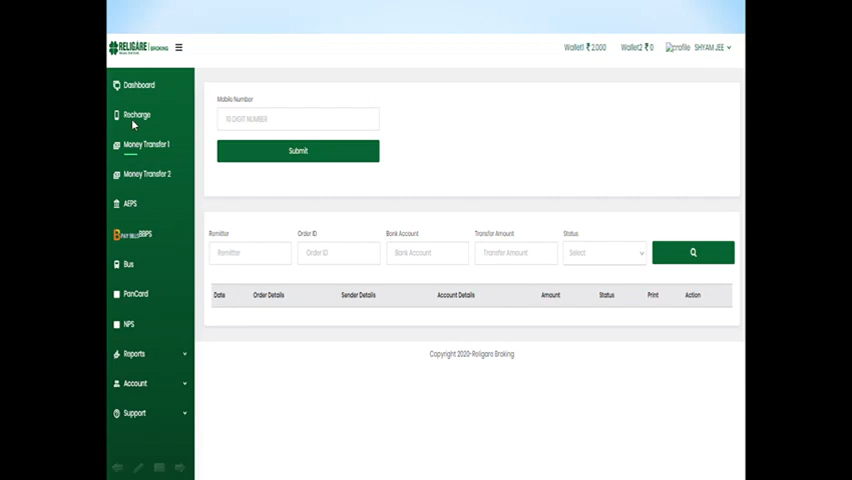 RELIGARE BROKING
Wallet1 ₹ 2,000 Wallet2 ₹ 0 profile SHYAM JEE
Dashboard
Recharge
Money Transfer 1
Money Transfer 2
AEPS
PAY BILLS BBPS
Bus
PanCard
NPS
Reports
Account
Support
Mobile Number
10 DIGIT NUMBER
Submit
Remitter Order ID Bank Account Transfer Amount Status
Remitter Order ID Bank Account Transfer Amount Select
Date Order Details Sender Details Account Details Amount Status Print Action
Copyright 2020-Religare Broking